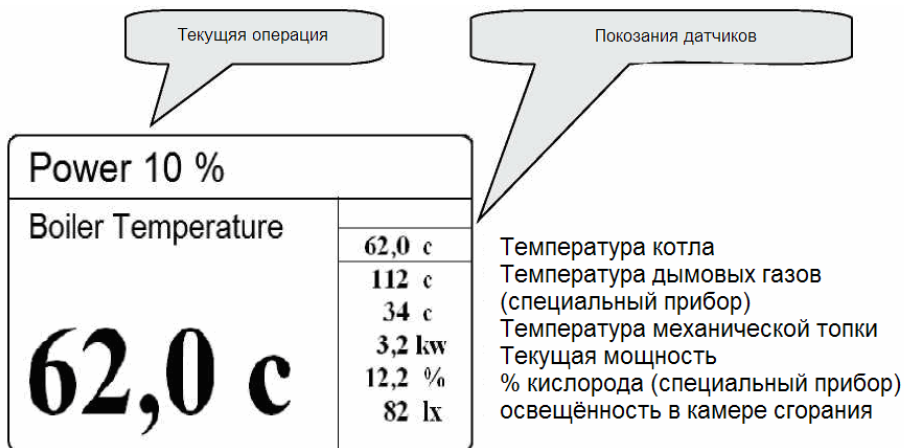 Текущяя операция
Покозания датчиков
Power 10 %
Boiler Temperature
62,0 c
62,0 c
112 c
34 c
3,2 kw
12,2 %
82 lx
Температура котла
Температура дымовых газов
(специальный прибор)
Температура механической топки
Текущая мощность
% кислорода (специальный прибор)
освещённость в камере сгорания